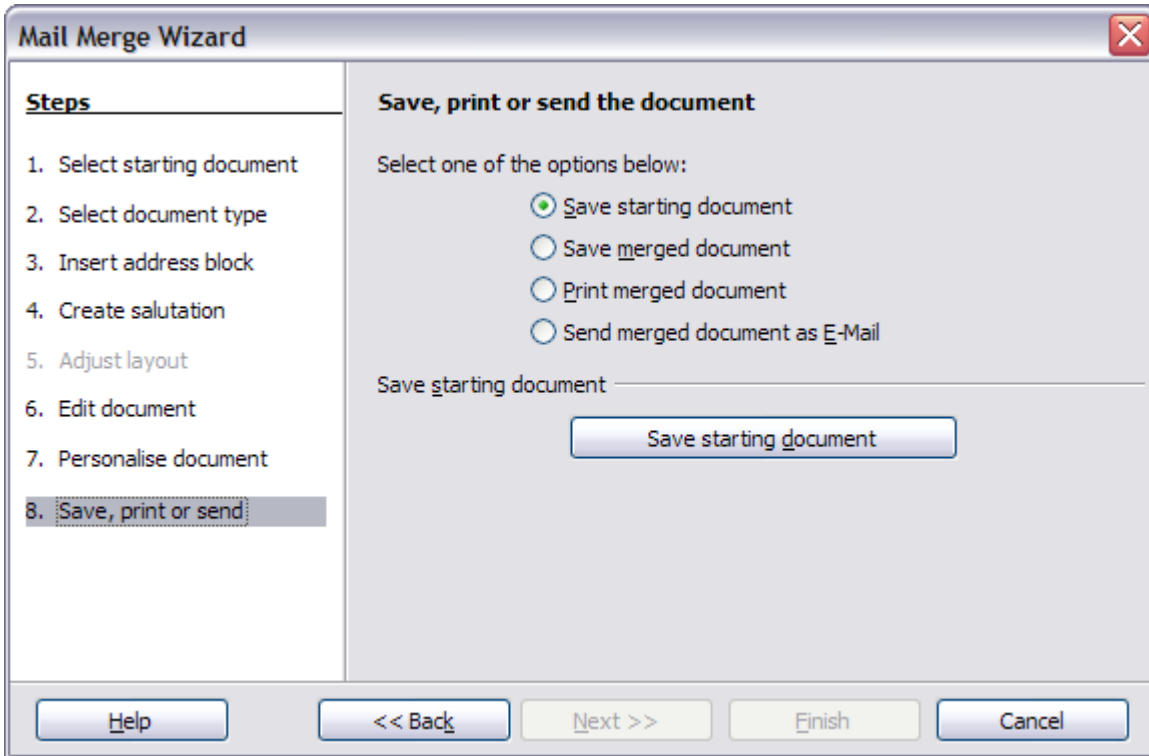 Mail Merge Wizard
Steps
1. Select starting document
2. Select document type
3. Insert address block
4. Create salutation
5. Adjust layout
6. Edit document
7. Personalise document
8. Save, print or send
Save, print or send the document
Select one of the options below:
Save starting document
Save merged document
Print merged document
Send merged document as E-Mail
Save starting document
Save starting document
Help
<< Back
Next >>
Finish
Cancel